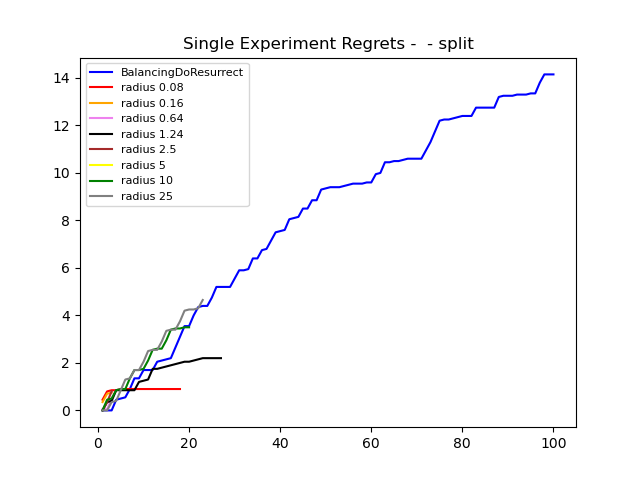 Single Experiment Regrets -  - split
BalancingDoResurrect
radius 0.08
radius 0.16
radius 0.64
radius 1.24
radius 2.5
radius 5
radius 10
radius 25
14
12
10
8
6
4
2
0
0 20 40 60 80 100